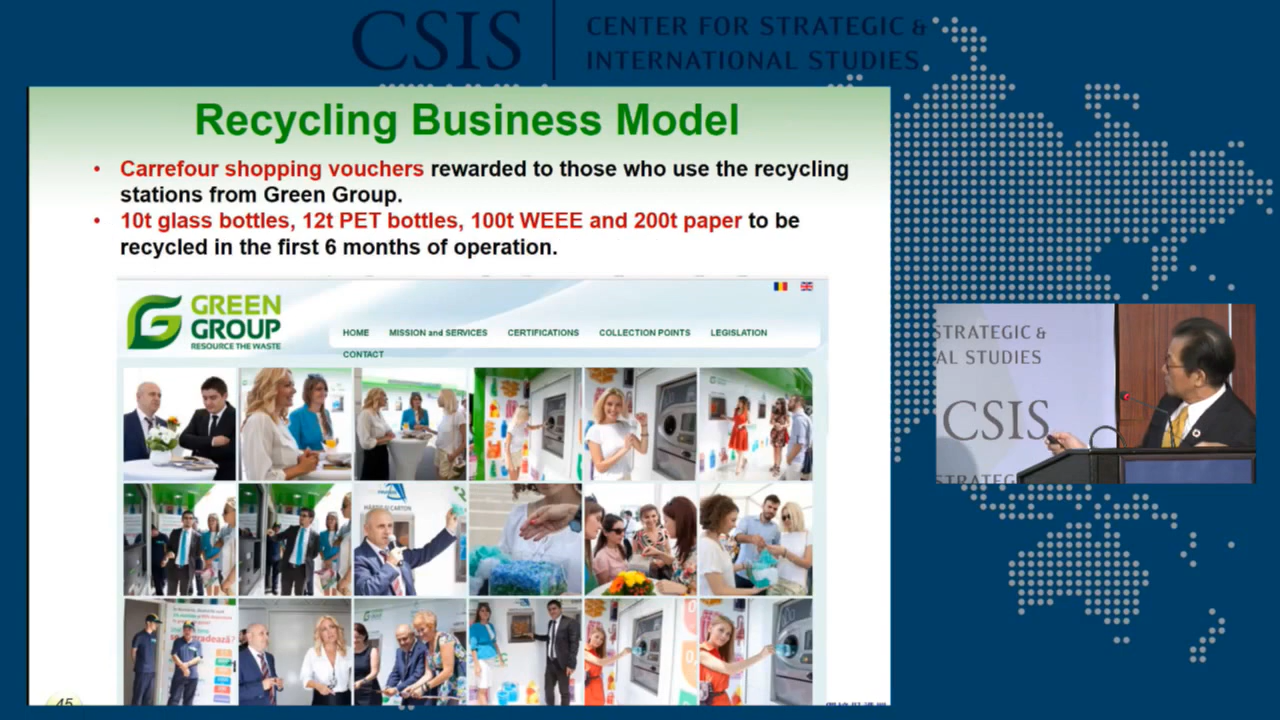 CSIS
CENTER FOR STRATEGIC &
INTERNATIONAL STUDIES
Recycling Business Model
• Carrefour shopping vouchers rewarded to those who use the recycling
stations from Green Group.
• 10t glass bottles, 12t PET bottles, 100t WEEE and 200t paper to be
recycled in the first 6 months of operation.
GREEN
GROUP
RESOURCE THE WASTE
HOME MISSION and SERVICES CERTIFICATIONS COLLECTION POINTS LEGISLATION
CONTACT
45
STRATEGIC &
AL STUDIES
CSIS
STRATEG